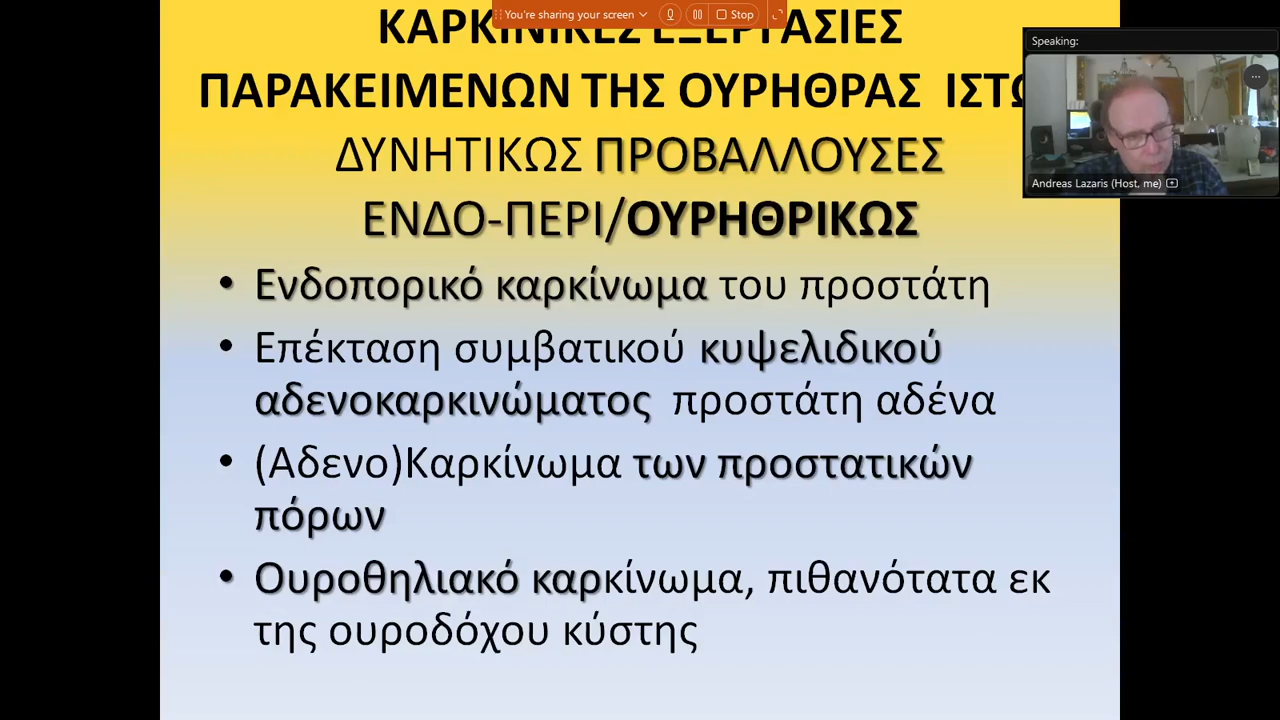 You're sharing your screen
Stop
ΚΑΡΚΙΝΙΚΕΣ ΕΞΕΡΓΑΣΙΕΣ
ΠΑΡΑΚΕΙΜΕΝΩΝ ΤΗΣ ΟΥΡΗΘΡΑΣ
ΔΥΝΗΤΙΚΩΣ ΠΡΟΒΑΛΛΟΥΣΕΣ
ΕΝΔΟ-ΠΕΡΙ/ΟΥΡΗΘΡΙΚΩΣ
Speaking:
Andreas Lazaris (Host, me)
• Ενδοπορικό καρκίνωμα του προστάτη
• Επέκταση συμβατικού κυψελιδικού
αδενοκαρκινώματος προστάτη αδένα
• (Αδενο)Καρκίνωμα των προστατικών
πόρων
• Ουροθηλιακό καρκίνωμα, πιθανότατα εκ
της ουροδόχου κύστης